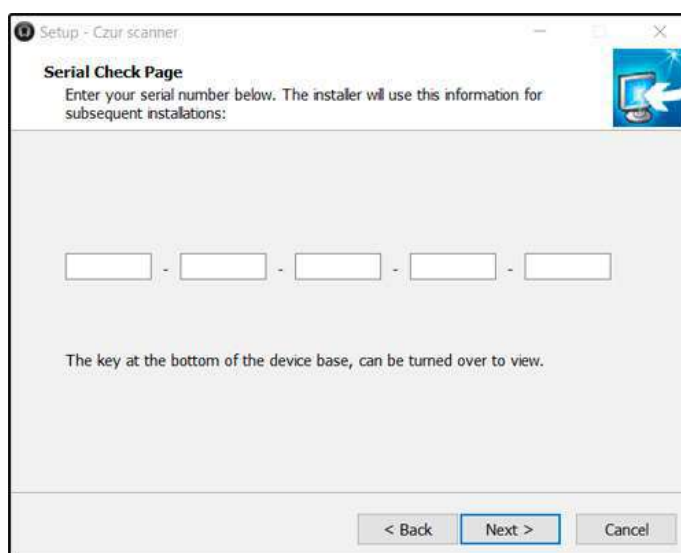 Setup - Czur scanner
Serial Check Page
Enter your serial number below. The installer will use this information for
subsequent installations:
- - - -
The key at the bottom of the device base, can be turned over to view.
< Back Next > Cancel